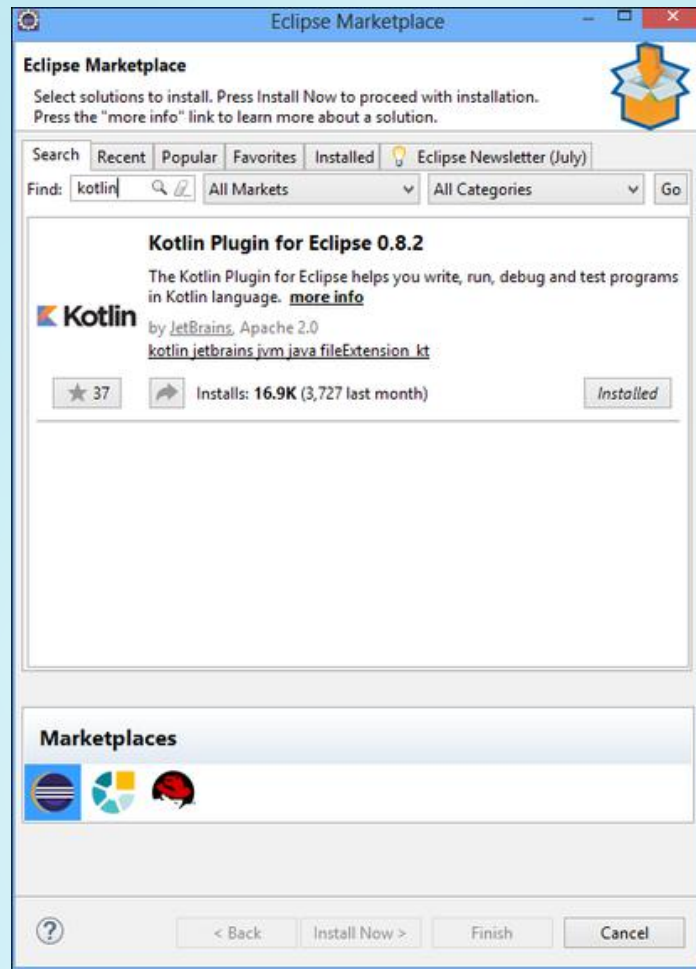 Eclipse Marketplace
Eclipse Marketplace
Select solutions to install. Press Install Now to proceed with installation.
Press the "more info" link to learn more about a solution.
Search Recent Popular Favorites Installed Eclipse Newsletter (July)
Find: kotlin All Markets All Categories Go
Kotlin Plugin for Eclipse 0.8.2
The Kotlin Plugin for Eclipse helps you write, run, debug and test programs
in Kotlin language. more info
Kotlin
by JetBrains, Apache 2.0
kotlin jetbrains jvm java fileExtension_kt
37 Installs: 16.9K (3,727 last month) Installed
Marketplaces
? < Back Install Now > Finish Cancel